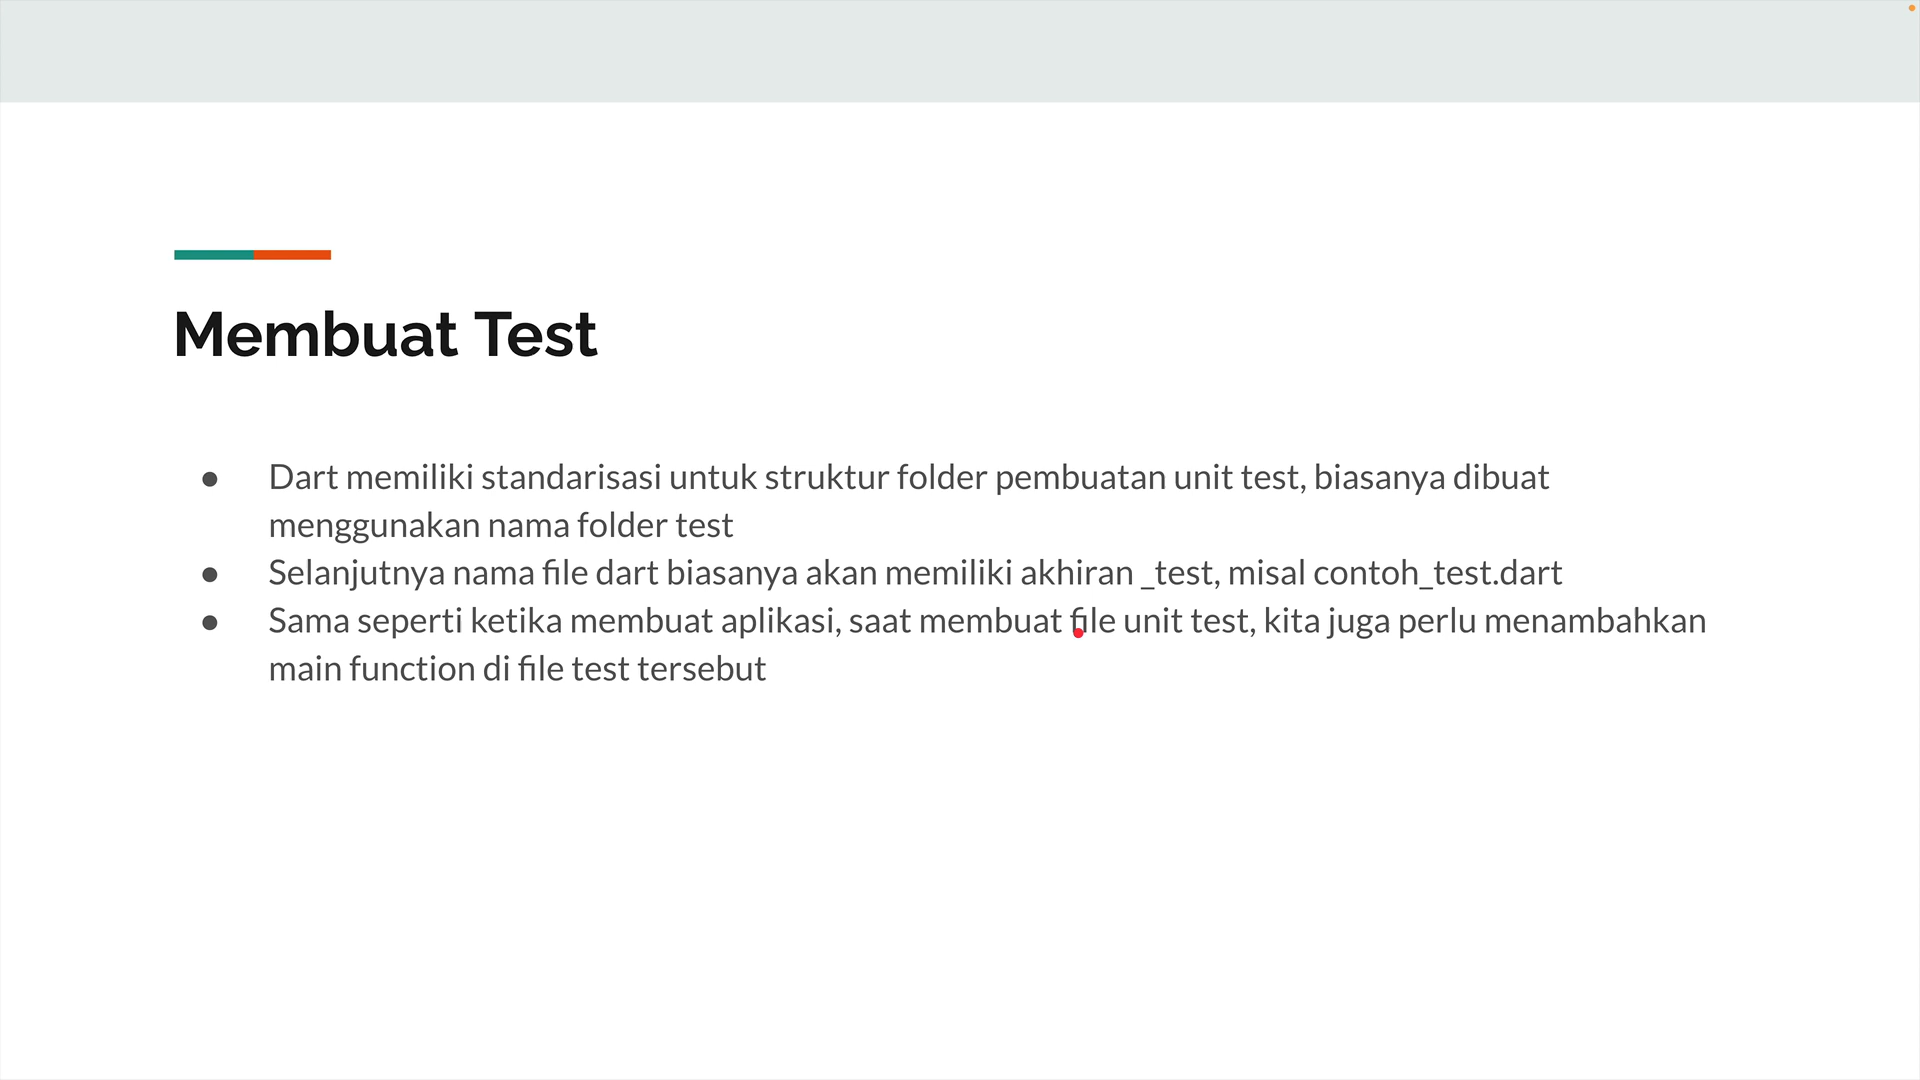 Membuat Test
● Dart memiliki standarisasi untuk struktur folder pembuatan unit test, biasanya dibuat
menggunakan nama folder test
● Selanjutnya nama file dart biasanya akan memiliki akhiran _test, misal contoh_test.dart
● Sama seperti ketika membuat aplikasi, saat membuat file unit test, kita juga perlu menambahkan
main function di file test tersebut